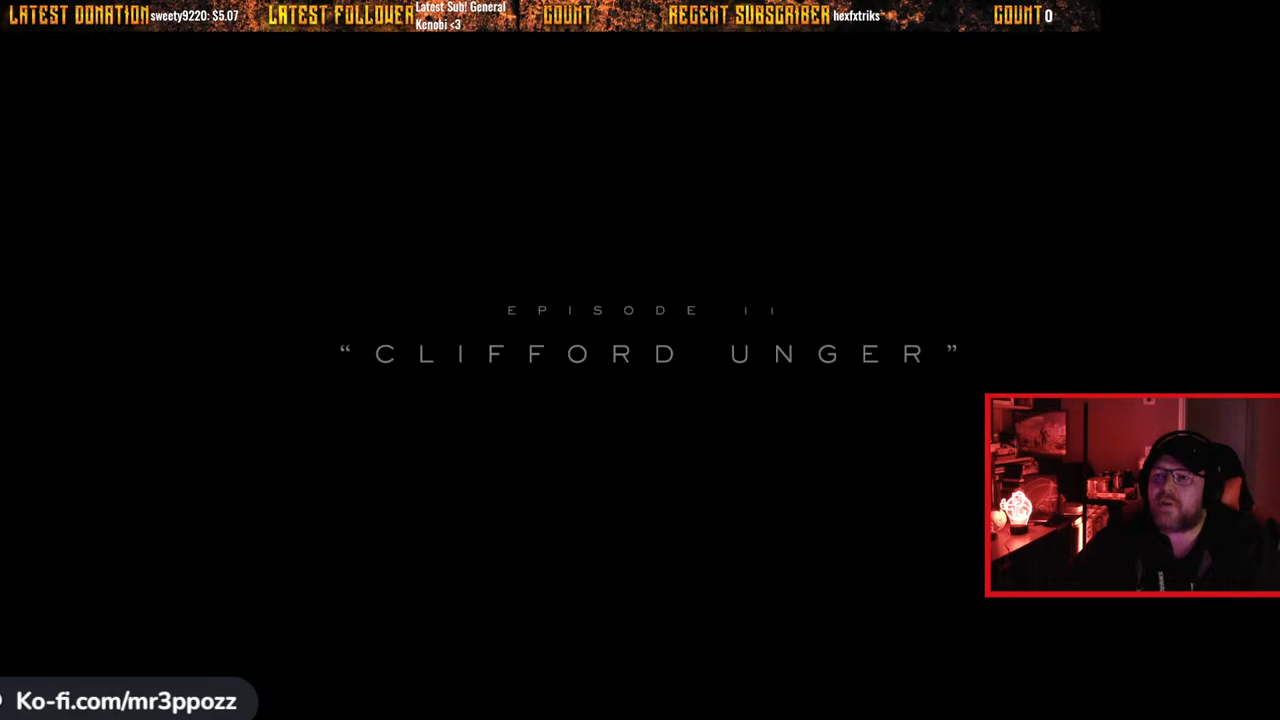 LATEST DONATION sweety9220: $5.07
LATEST FOLLOWER Latest Sub! General
Kenobi <3
COUNT
RECENT SUBSCRIBER hexfxtriks
COUNT 0
EPISODE 11
“CLIFFORD UNGER”
Ko-fi.com/mr3ppozz